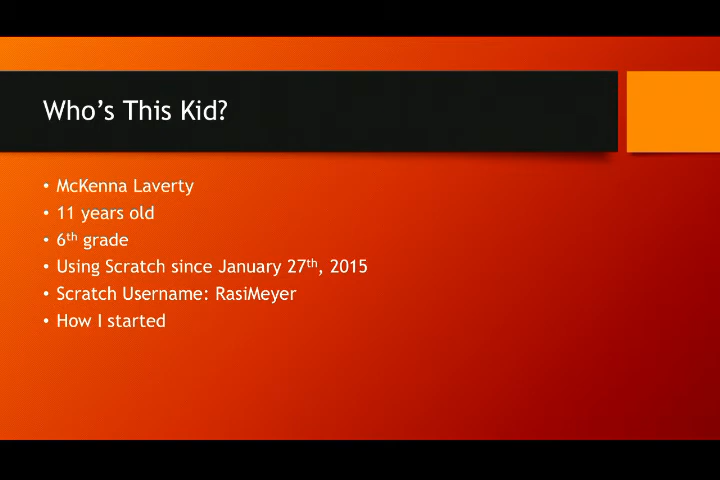 Who's This Kid?
• McKenna Laverty
• 11 years old
• 6th grade
• Using Scratch since January 27th, 2015
• Scratch Username: RasiMeyer
• How I started